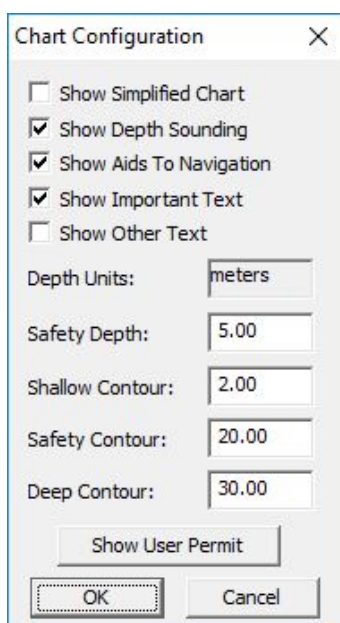 Chart Configuration
Show Simplified Chart
Show Depth Sounding
Show Aids To Navigation
Show Important Text
Show Other Text
Depth Units: meters
Safety Depth: 5.00
Shallow Contour: 2.00
Safety Contour: 20.00
Deep Contour: 30.00
Show User Permit
OK Cancel